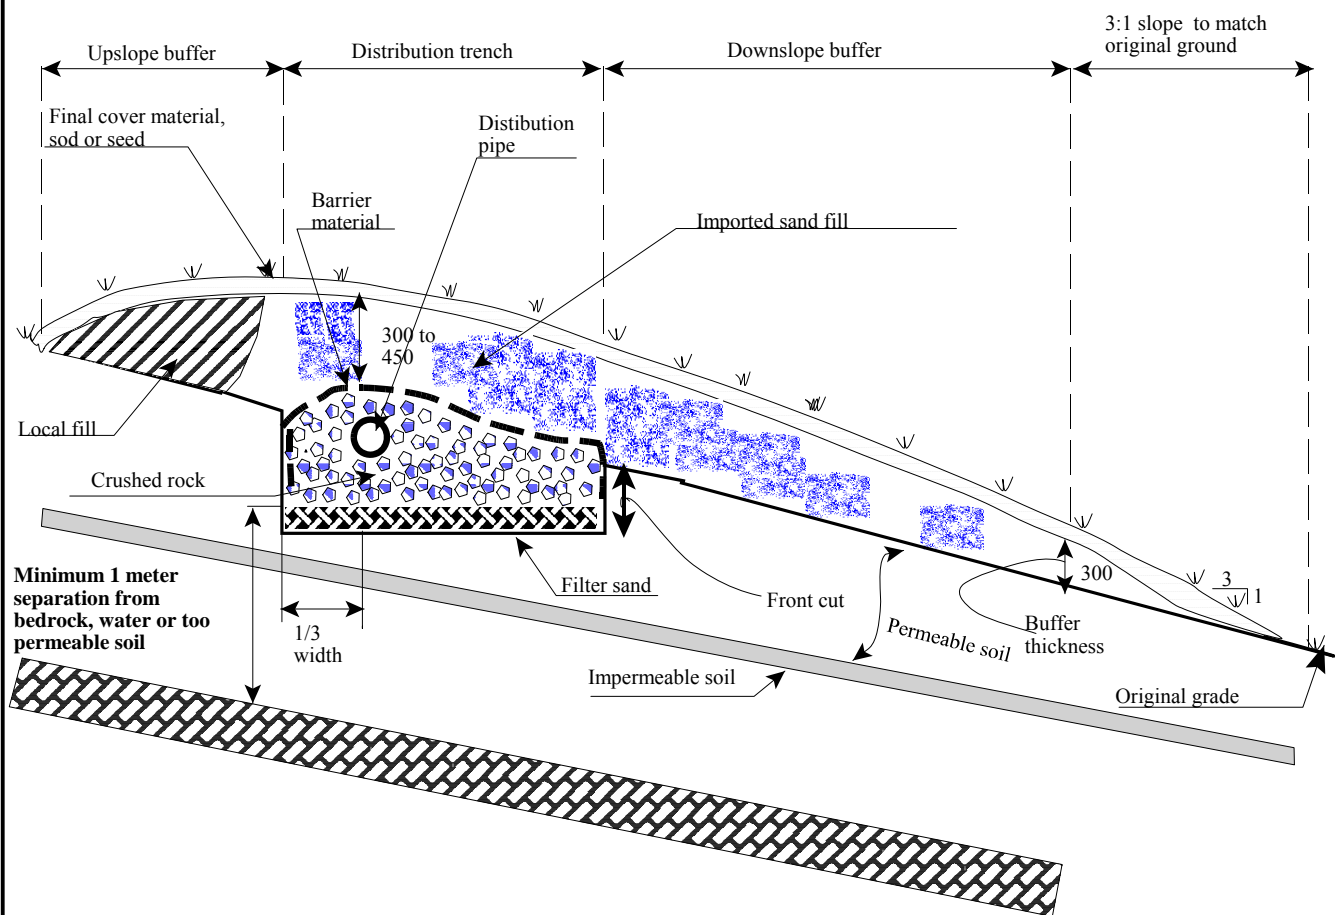 3:1 slope to match
original ground
Upslope buffer
Distribution trench
Downslope buffer
Final cover material,
sod or seed
Distibution
pipe
Barrier
material
Imported sand fill
300 to
450
Local fill
Crushed rock
Minimum 1 meter
separation from
bedrock, water or too
permeable soil
Filter sand
Front cut
300
3
1
1/3
width
Permeable soil
Buffer
thickness
Impermeable soil
Original grade